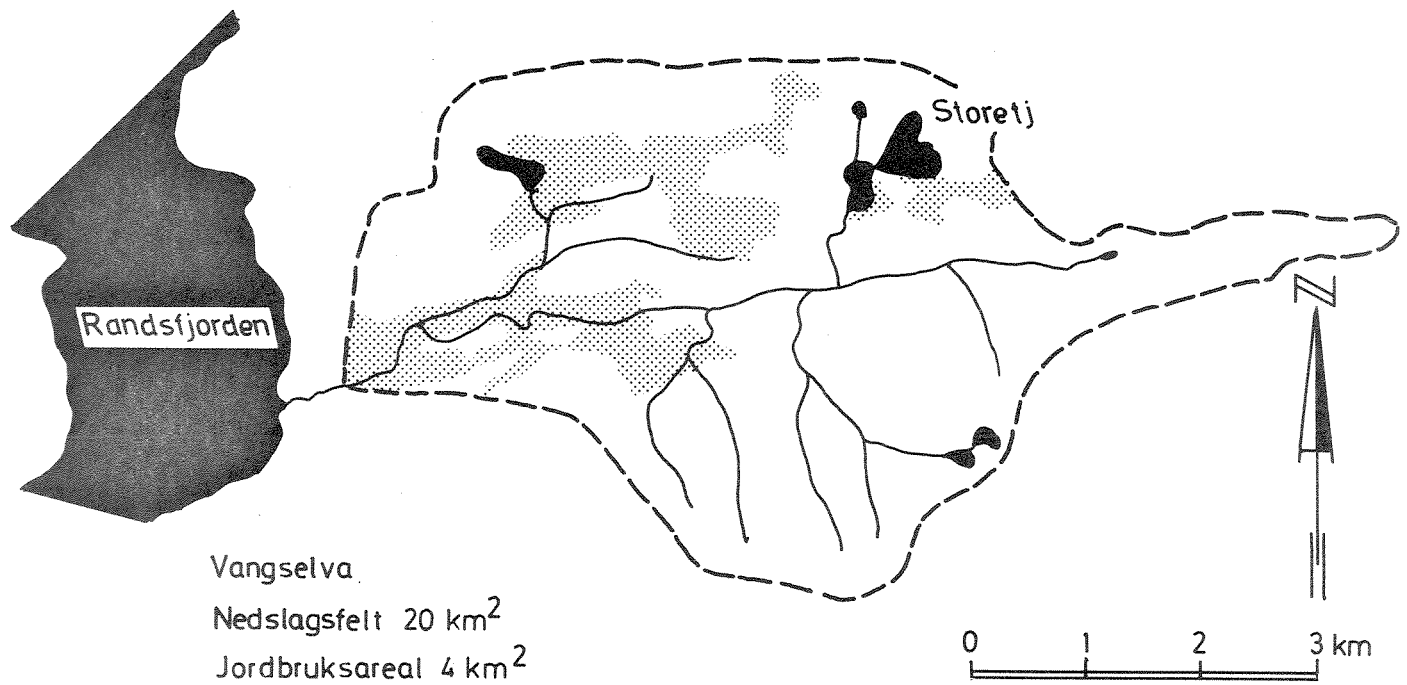 Storetj
Randsfjorden
N
Vangselva
Nedslagsfelt 20 km²
Jordbruksareal 4 km²
0 1 2 3 km